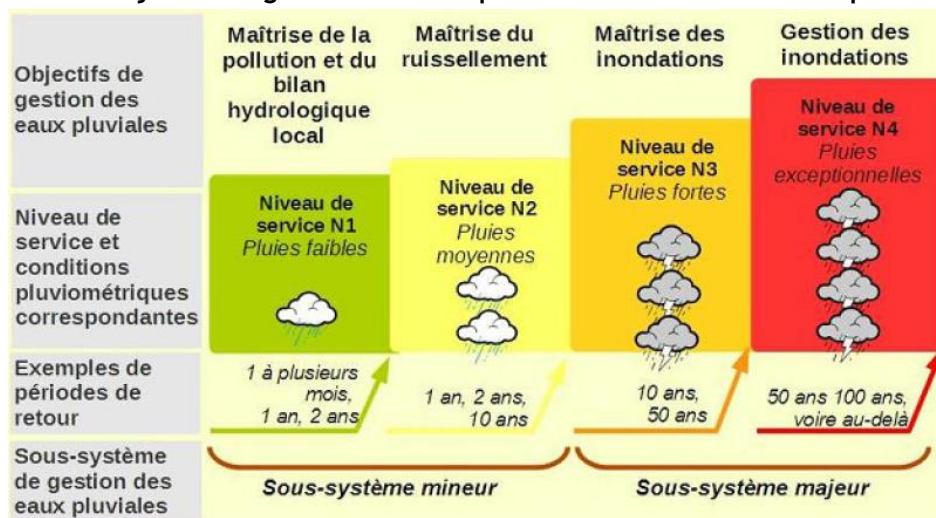 Objectifs de
gestion des
eaux pluviales
Maîtrise de la
pollution et du
bilan
hydrologique
local
Maîtrise du
ruissellement
Maîtrise des
inondations
Gestion des
inondations
Niveau de
service et
conditions
pluviométriques
correspondantes
Niveau de
service N1
Pluies faibles
Niveau de
service N2
Pluies
moyennes
Niveau de
service N3
Pluies fortes
Niveau de
service N4
Pluies
exceptionnelles
Exemples de
périodes de
retour
1 à plusieurs
mois,
1 an, 2 ans
1 an, 2 ans,
10 ans
10 ans,
50 ans
50 ans 100 ans,
voire au-delà
Sous-système
de gestion des
eaux pluviales
Sous-système mineur
Sous-système majeur